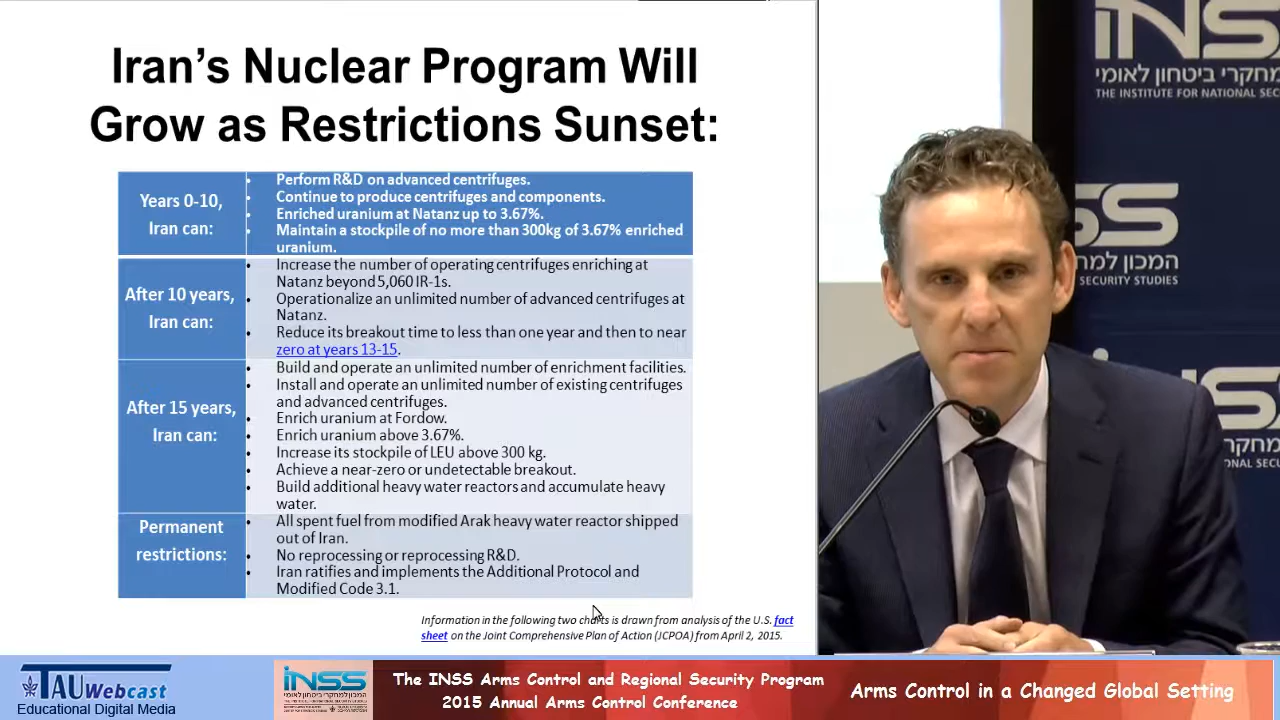 Iran’s Nuclear Program Will
Grow as Restrictions Sunset:
Years 0-10,
Iran can:
• Perform R&D on advanced centrifuges.
• Continue to produce centrifuges and components.
• Enriched uranium at Natanz up to 3.67%.
• Maintain a stockpile of no more than 300kg of 3.67% enriched
uranium.
After 10 years,
Iran can:
• Increase the number of operating centrifuges enriching at
Natanz beyond 5,060 IR-1s.
• Operationalize an unlimited number of advanced centrifuges at
Natanz.
• Reduce its breakout time to less than one year and then to near
zero at years 13-15.
After 15 years,
Iran can:
• Build and operate an unlimited number of enrichment facilities.
• Install and operate an unlimited number of existing centrifuges
and advanced centrifuges.
• Enrich uranium at Fordow.
• Enrich uranium above 3.67%.
• Increase its stockpile of LEU above 300 kg.
• Achieve a near-zero or undetectable breakout.
• Build additional heavy water reactors and accumulate heavy
water.
Permanent
restrictions:
• All spent fuel from modified Arak heavy water reactor shipped
out of Iran.
• No reprocessing or reprocessing R&D.
• Iran ratifies and implements the Additional Protocol and
Modified Code 3.1.
Information in the following two charts is drawn from analysis of the U.S. fact
sheet on the Joint Comprehensive Plan of Action (JCPOA) from April 2, 2015.
INSS
מחקרי ביטחון לאומי
THE INSTITUTE FOR NATIONAL SEC
SS
המכון למח
SECURITY STUDIES
INSS
מחקרי ביטחון לאו
NAL SEC
TAU Webcast
Educational Digital Media
INSS
The INSS Arms Control and Regional Security Program
2015 Annual Arms Control Conference
Arms Control in a Changed Global Setting